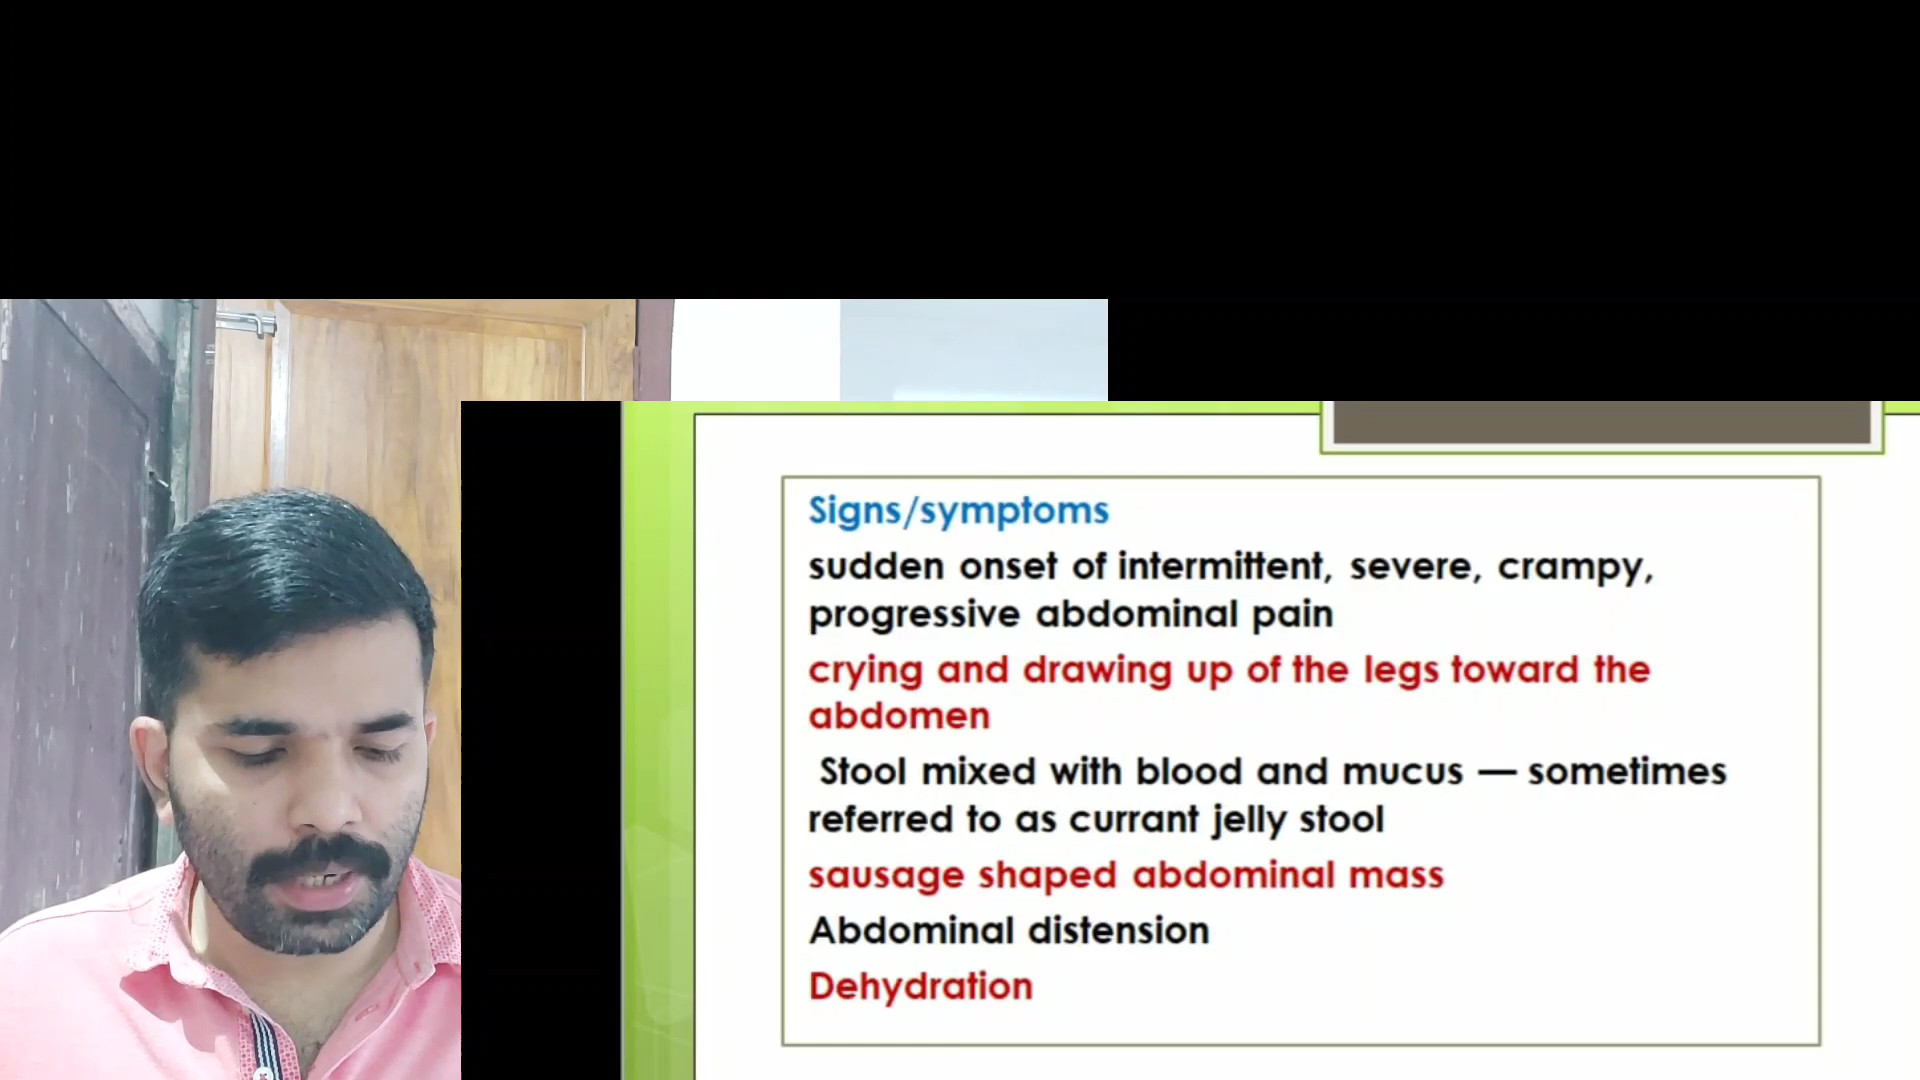 Signs/symptoms
sudden onset of intermittent, severe, crampy,
progressive abdominal pain
crying and drawing up of the legs toward the
abdomen
Stool mixed with blood and mucus — sometimes
referred to as currant jelly stool
sausage shaped abdominal mass
Abdominal distension
Dehydration